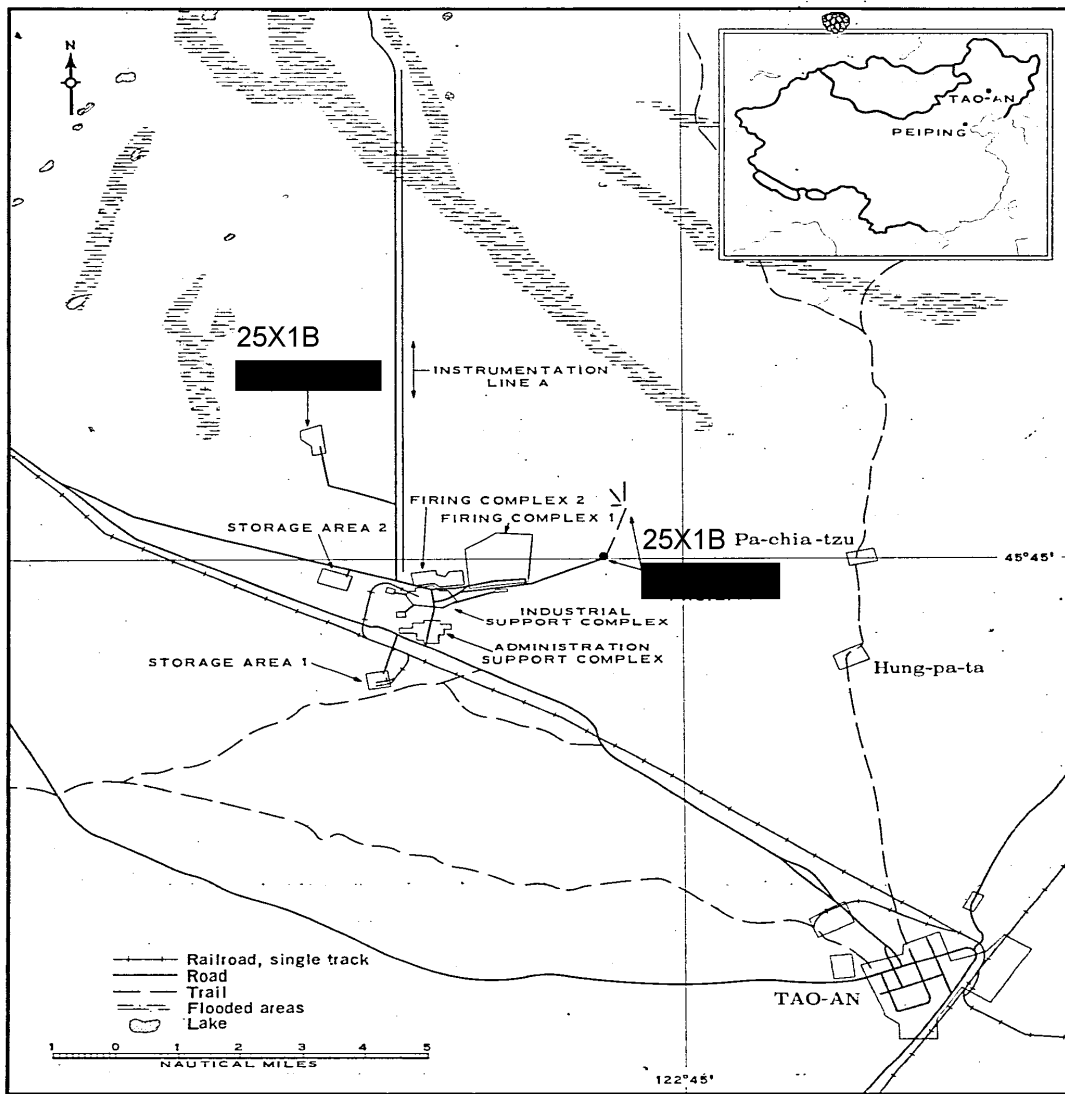 N
TAO-AN
PEIPING
25X1B
INSTRUMENTATION
LINE A
FIRING COMPLEX 2
FIRING COMPLEX 1
STORAGE AREA 2
25X1B
Pa-chia-tzu
45°45'
INDUSTRIAL
SUPPORT COMPLEX
ADMINISTRATION
SUPPORT COMPLEX
STORAGE AREA 1
Hung-pa-ta
Railroad, single track
Road
Trail
Flooded areas
Lake
TAO-AN
1 0 1 2 3 4 5
NAUTICAL MILES
122°45'